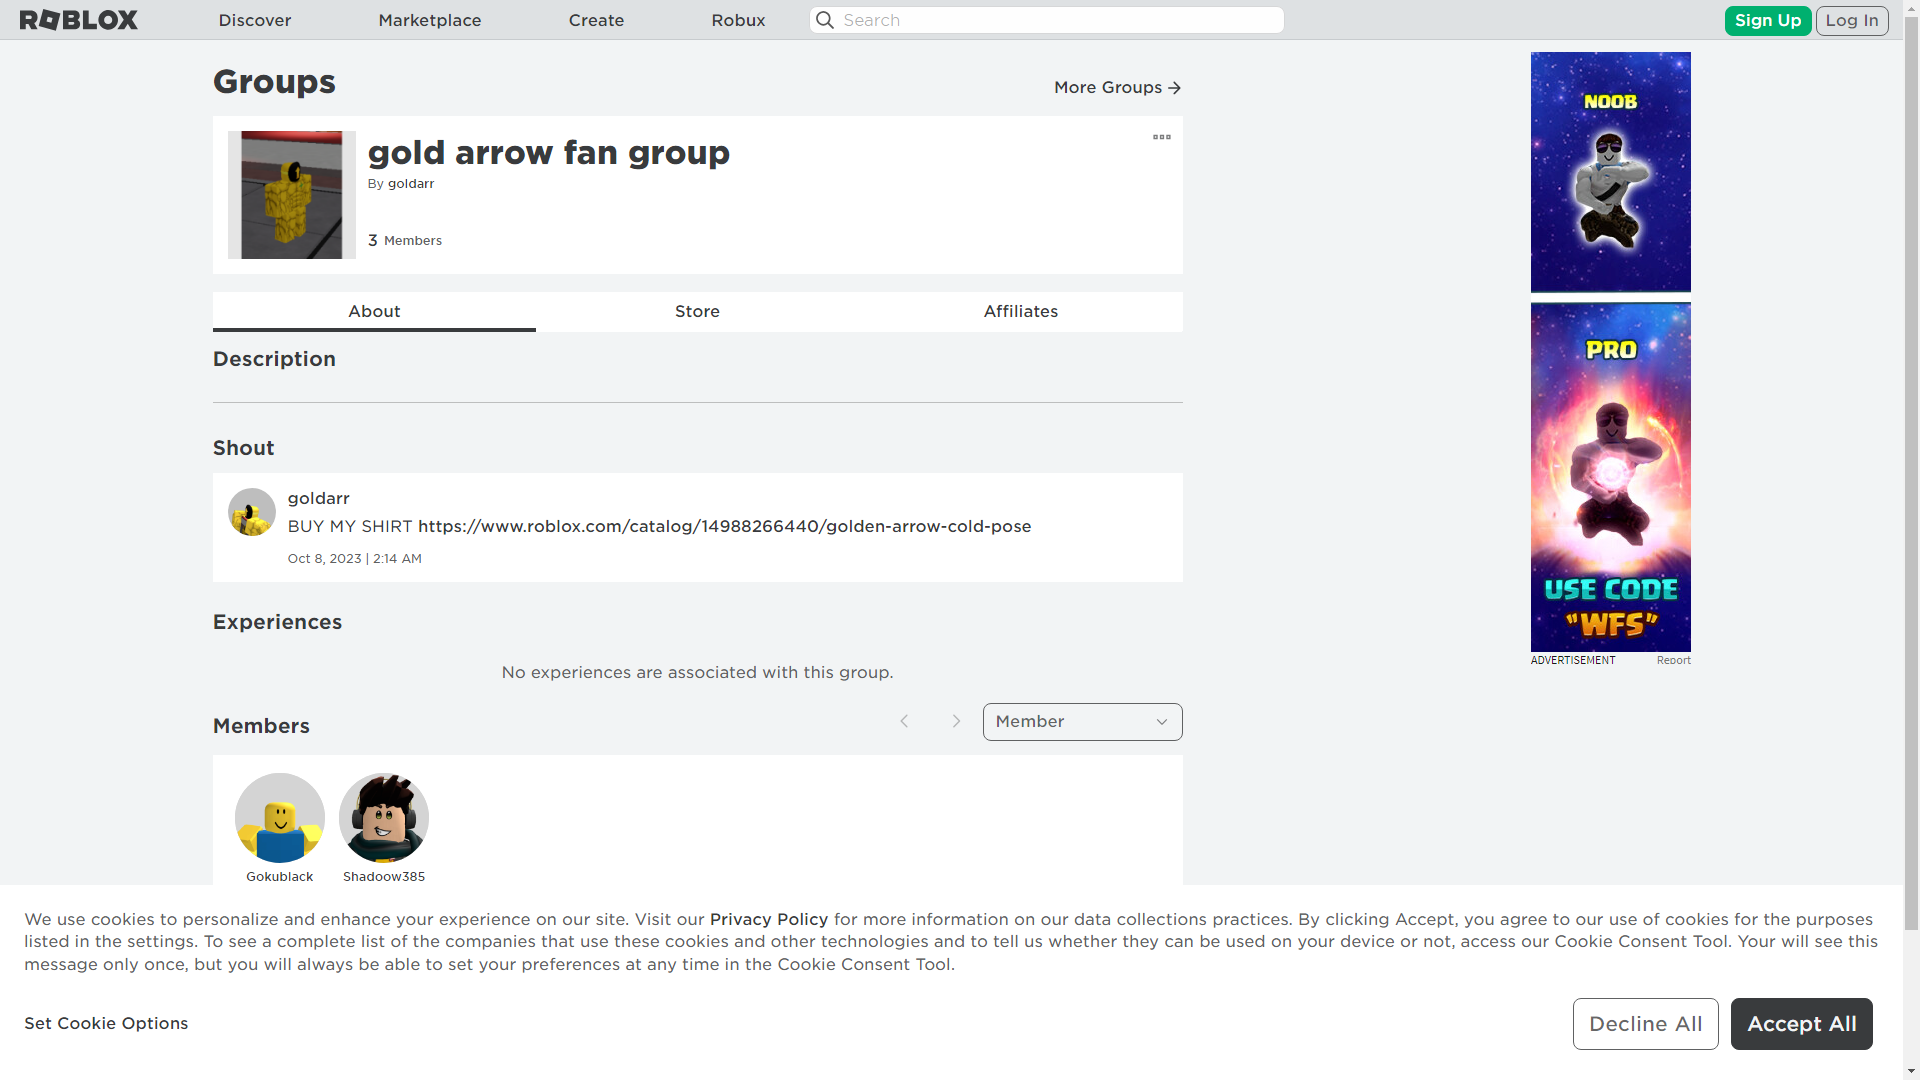 ROBLOX
Discover
Marketplace
Create
Robux
Search
Sign Up
Log In
Groups
More Groups
gold arrow fan group
By goldarr
3 Members
About
Store
Affiliates
Description
Shout
goldarr
BUY MY SHIRT https://www.roblox.com/catalog/14988266440/golden-arrow-cold-pose
Oct 8, 2023 | 2:14 AM
Experiences
No experiences are associated with this group.
Members
Member
Gokublack
Shadoow385
NOOB
PRO
USE CODE
"WFS"
ADVERTISEMENT
Report
We use cookies to personalize and enhance your experience on our site. Visit our Privacy Policy for more information on our data collections practices. By clicking Accept, you agree to our use of cookies for the purposes
listed in the settings. To see a complete list of the companies that use these cookies and other technologies and to tell us whether they can be used on your device or not, access our Cookie Consent Tool. Your will see this
message only once, but you will always be able to set your preferences at any time in the Cookie Consent Tool.
Set Cookie Options
Decline All
Accept All